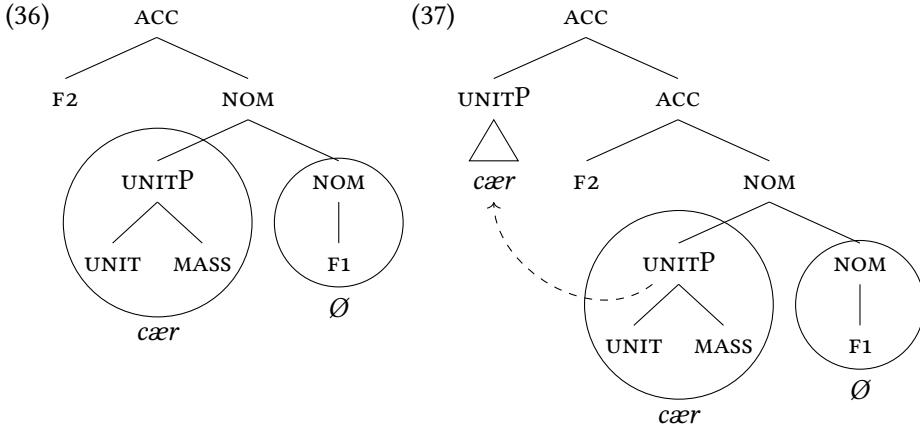 (36) ACC
F2 NOM
UNITP NOM
UNIT MASS F1
Ø
cær
(37) ACC
UNITP ACC
cær F2 NOM
UNITP NOM
UNIT MASS F1
Ø
cær